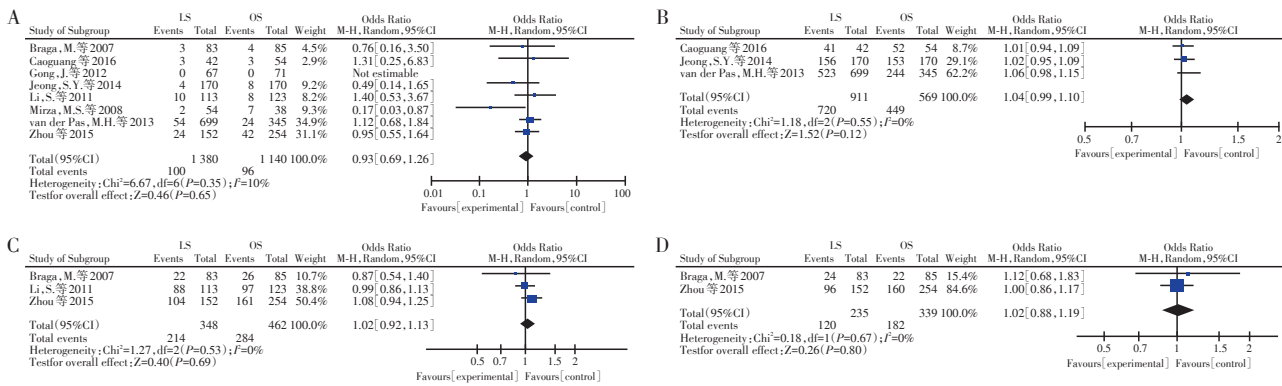 A
LS OS Odds Ratio Odds Ratio
Study of Subgroup Events Total Events Total Weight M-H, Random, 95%CI M-H, Random, 95%CI
Braga, M.等2007 3 83 4 85 4.5% 0.76[0.16,3.50]
Caoguang等2016 3 42 3 54 2.9% 1.31[0.25,6.83]
Gong, J.等2012 0 67 0 71 Not estimable
Jeong, S.Y.等2014 4 170 8 170 9.2% 0.49[0.14,1.65]
Li, S.等2011 10 113 8 123 8.2% 1.40[0.53,3.67]
Mirza, M.S.等2008 2 54 7 38 9.3% 0.17[0.03,0.87]
van der Pas, M.H.等2013 54 699 24 345 34.9% 1.12[0.68,1.84]
Zhou等2015 24 152 42 254 31.1% 0.95[0.55,1.64]
Total(95%CI) 1 380 1 140 100.0% 0.93[0.69,1.26]
Total events 100 96
Heterogeneity:Chi²=6.67,df=6(P=0.35);I²=10%
Testfor overall effect:Z=0.46(P=0.65)
0.01 0.1 1 10 100
Favours[experimental] Favours[control]
B
LS OS Odds Ratio Odds Ratio
Study of Subgroup Events Total Events Total Weight M-H, Random, 95%CI M-H, Random, 95%CI
Caoguang等2016 41 42 52 54 8.7% 1.01[0.94,1.09]
Jeong, S.Y.等2014 156 170 153 170 29.1% 1.02[0.95,1.09]
van der Pas, M.H.等2013 523 699 244 345 62.2% 1.06[0.98,1.15]
Total(95%CI) 911 569 100.0% 1.04[0.99,1.10]
Total events 720 449
Heterogeneity:Chi²=1.18,df=2(P=0.55);I²=0%
Testfor overall effect:Z=1.52(P=0.12)
0.5 0.7 1 1.5 2
Favours[experimental] Favours[control]
C
LS OS Odds Ratio Odds Ratio
Study of Subgroup Events Total Events Total Weight M-H, Random, 95%CI M-H, Random, 95%CI
Braga, M.等2007 22 83 26 85 10.7% 0.87[0.54,1.40]
Li, S.等2011 88 113 97 123 38.8% 0.99[0.86,1.13]
Zhou 2015 104 152 161 254 50.4% 1.08[0.94,1.25]
Total(95%CI) 348 462 100.0% 1.02[0.92,1.13]
Total events 214 284
Heterogeneity:Chi²=1.27,df=2(P=0.53);I²=0%
Testfor overall effect:Z=0.40(P=0.69)
0.5 0.7 1 1.5 2
Favours[experimental] Favours[control]
D
LS OS Odds Ratio Odds Ratio
Study of Subgroup Events Total Events Total Weight M-H, Random, 95%CI M-H, Random, 95%CI
Braga, M.等2007 24 83 22 85 15.4% 1.12[0.68,1.83]
Zhou等2015 96 152 160 254 84.6% 1.00[0.86,1.17]
Total(95%CI) 235 339 100.0% 1.02[0.88,1.19]
Total events 120 182
Heterogeneity:Chi²=0.18,df=1(P=0.67);I²=0%
Testfor overall effect:Z=0.26(P=0.80)
0.5 0.7 1 1.5 2
Favours[experimental] Favours[control]